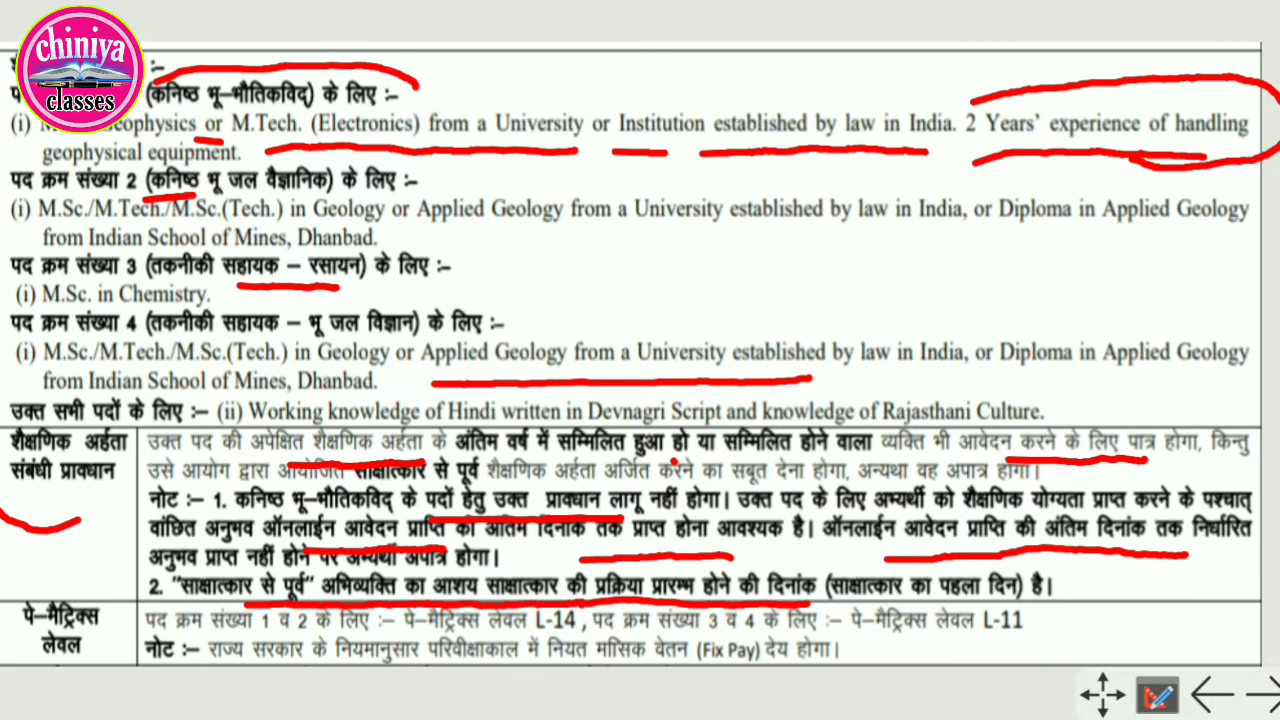 chiniya
classes
(कनिष्ठ भू–भौतिकविद्) के लिए :–
(i) Geophysics or M.Tech. (Electronics) from a University or Institution established by law in India. 2 Years' experience of handling
geophysical equipment.
पद क्रम संख्या 2 (कनिष्ठ भू जल वैज्ञानिक) के लिए :–
(i) M.Sc./M.Tech./M.Sc.(Tech.) in Geology or Applied Geology from a University established by law in India, or Diploma in Applied Geology
from Indian School of Mines, Dhanbad.
पद क्रम संख्या 3 (तकनीकी सहायक – रसायन) के लिए :–
(i) M.Sc. in Chemistry.
पद क्रम संख्या 4 (तकनीकी सहायक – भू जल विज्ञान) के लिए :–
(i) M.Sc./M.Tech./M.Sc.(Tech.) in Geology or Applied Geology from a University established by law in India, or Diploma in Applied Geology
from Indian School of Mines, Dhanbad.
उक्त सभी पदों के लिए :– (ii) Working knowledge of Hindi written in Devnagri Script and knowledge of Rajasthani Culture.
शैक्षणिक अर्हता
संबंधी प्रावधान
उक्त पद की अपेक्षित शैक्षणिक अर्हता के अंतिम वर्ष में सम्मिलित हुआ हो या सम्मिलित होने वाला व्यक्ति भी आवेदन करने के लिए पात्र होगा, किन्तु
उसे आयोग द्वारा आयोजित साक्षात्कार से पूर्व शैक्षणिक अर्हता अर्जित करने का सबूत देना होगा, अन्यथा वह अपात्र होगा।
नोट :– 1. कनिष्ठ भू–भौतिकविद् के पदों हेतु उक्त प्रावधान लागू नहीं होगा। उक्त पद के लिए अभ्यर्थी को शैक्षणिक योग्यता प्राप्त करने के पश्चात्
वांछित अनुभव ऑनलाईन आवेदन प्राप्ति की अंतिम दिनांक तक प्राप्त होना आवश्यक है। ऑनलाईन आवेदन प्राप्ति की अंतिम दिनांक तक निर्धारित
अनुभव प्राप्त नहीं होने पर अभ्यर्थी अपात्र होगा।
2. "साक्षात्कार से पूर्व" अभिव्यक्ति का आशय साक्षात्कार की प्रक्रिया प्रारम्भ होने की दिनांक (साक्षात्कार का पहला दिन) है।
पे–मैट्रिक्स
लेवल
पद क्रम संख्या 1 व 2 के लिए :– पे–मैट्रिक्स लेवल L-14 , पद क्रम संख्या 3 व 4 के लिए :– पे–मैट्रिक्स लेवल L-11
नोट :– राज्य सरकार के नियमानुसार परिवीक्षाकाल में नियत मासिक वेतन (Fix Pay) देय होगा।